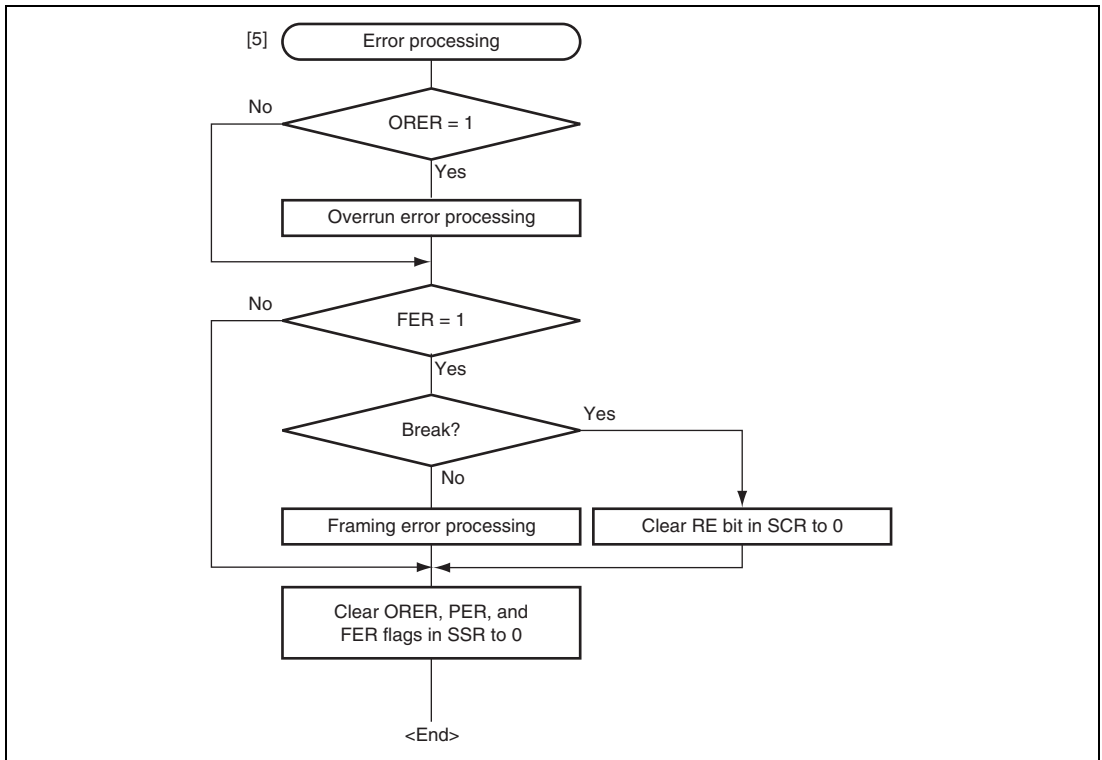 [5] Error processing
No
ORER = 1
Yes
Overrun error processing
No
FER = 1
Yes
Break?
Yes
No
Framing error processing
Clear RE bit in SCR to 0
Clear ORER, PER, and
FER flags in SSR to 0
<End>